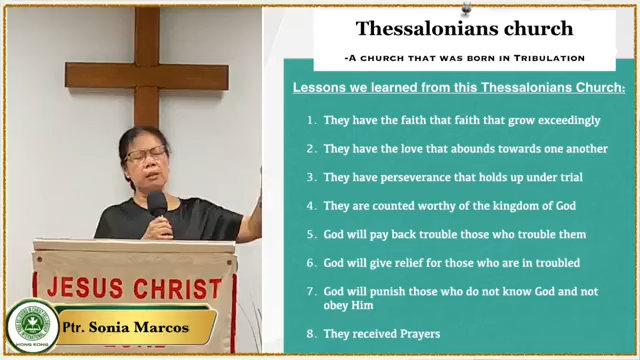 Thessalonians church
-A CHURCH THAT WAS BORN IN TRIBULATION
Lessons we learned from this Thessalonians Church:
1. They have the faith that faith that grow exceedingly
2. They have the love that abounds towards one another
3. They have perseverance that holds up under trial
4. They are counted worthy of the kingdom of God
5. God will pay back trouble those who trouble them
6. God will give relief for those who are in troubled
7. God will punish those who do not know God and not
obey Him
8. They received Prayers
JESUS CHRIST
Ptr. Sonia Marcos
HONG KONG